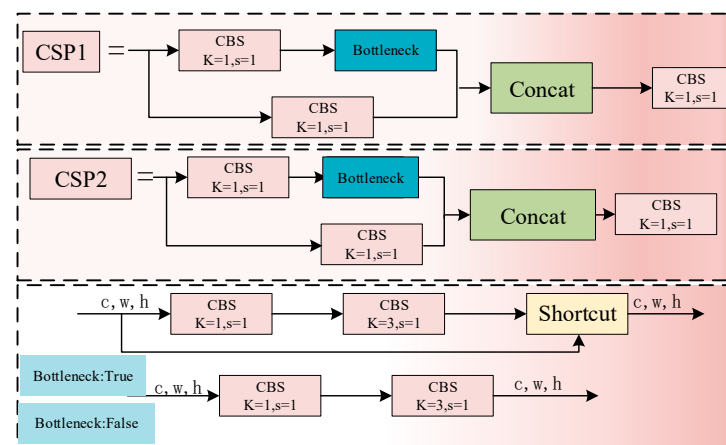 CSP1 =
CBS
K=1,s=1
Bottleneck
CBS
K=1,s=1
Concat
CBS
K=1,s=1
CSP2 =
CBS
K=1,s=1
Bottleneck
CBS
K=1,s=1
Concat
CBS
K=1,s=1
c, w, h
CBS
K=1,s=1
CBS
K=3,s=1
Shortcut
c, w, h
Bottleneck:True
c, w, h
CBS
K=1,s=1
CBS
K=3,s=1
c, w, h
Bottleneck:False